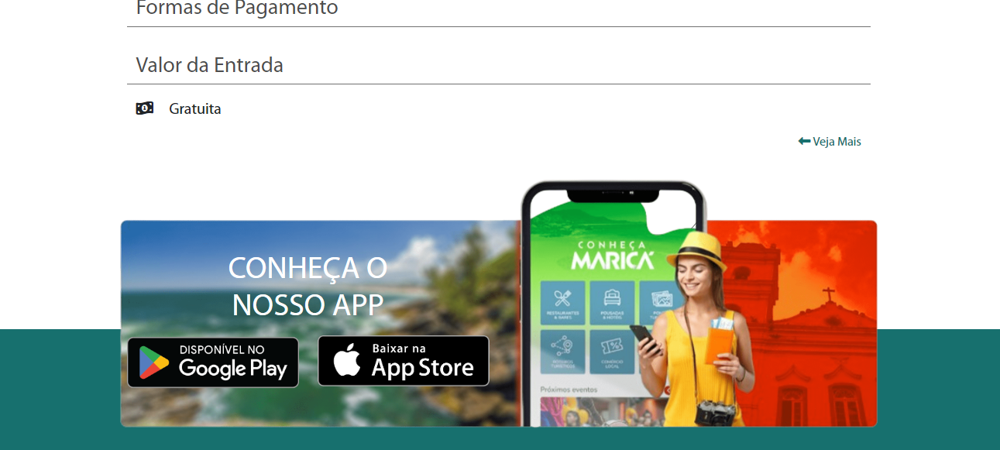 Formas de Pagamento
Valor da Entrada
Gratuita
Veja Mais
CONHEÇA O
NOSSO APP
DISPONÍVEL NO
Google Play
Baixar na
App Store
CONHEÇA
MARICÁ
RESTAURANTES
& BARES
POUSADAS
& HOTÉIS
ROTEIROS
TURÍSTICOS
COMÉRCIO
LOCAL
Próximos eventos